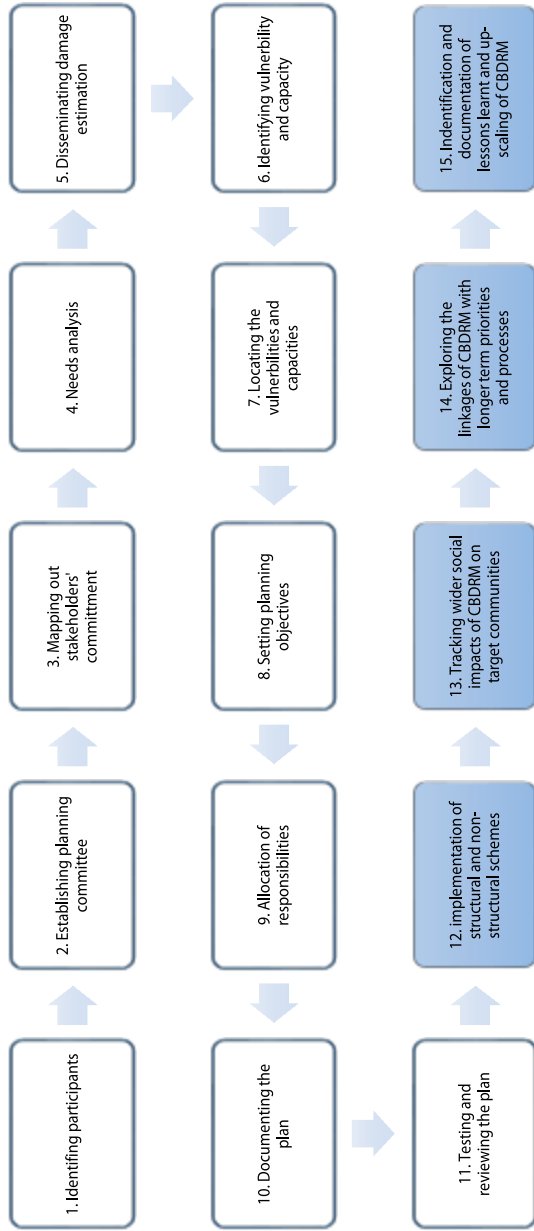 1. Identifing participants
2. Establishing planning
committee
3. Mapping out
stakeholders'
committment
4. Needs analysis
5. Disseminating damage
estimation
6. Identifying vulnerbility
and capacity
7. Locating the
vulnerbilities and
capacities
8. Setting planning
objectives
9. Allocation of
responsibilities
10. Documenting the
plan
11. Testing and
reviewing the plan
12. implementation of
structural and non-
structural schemes
13. Tracking wider social
impacts of CBDRM on
target communities
14. Exploring the
linkages of CBDRM with
longer term priorities
and processes
15. Indentification and
documentation of
lessons learnt and up-
scaling of CBDRM